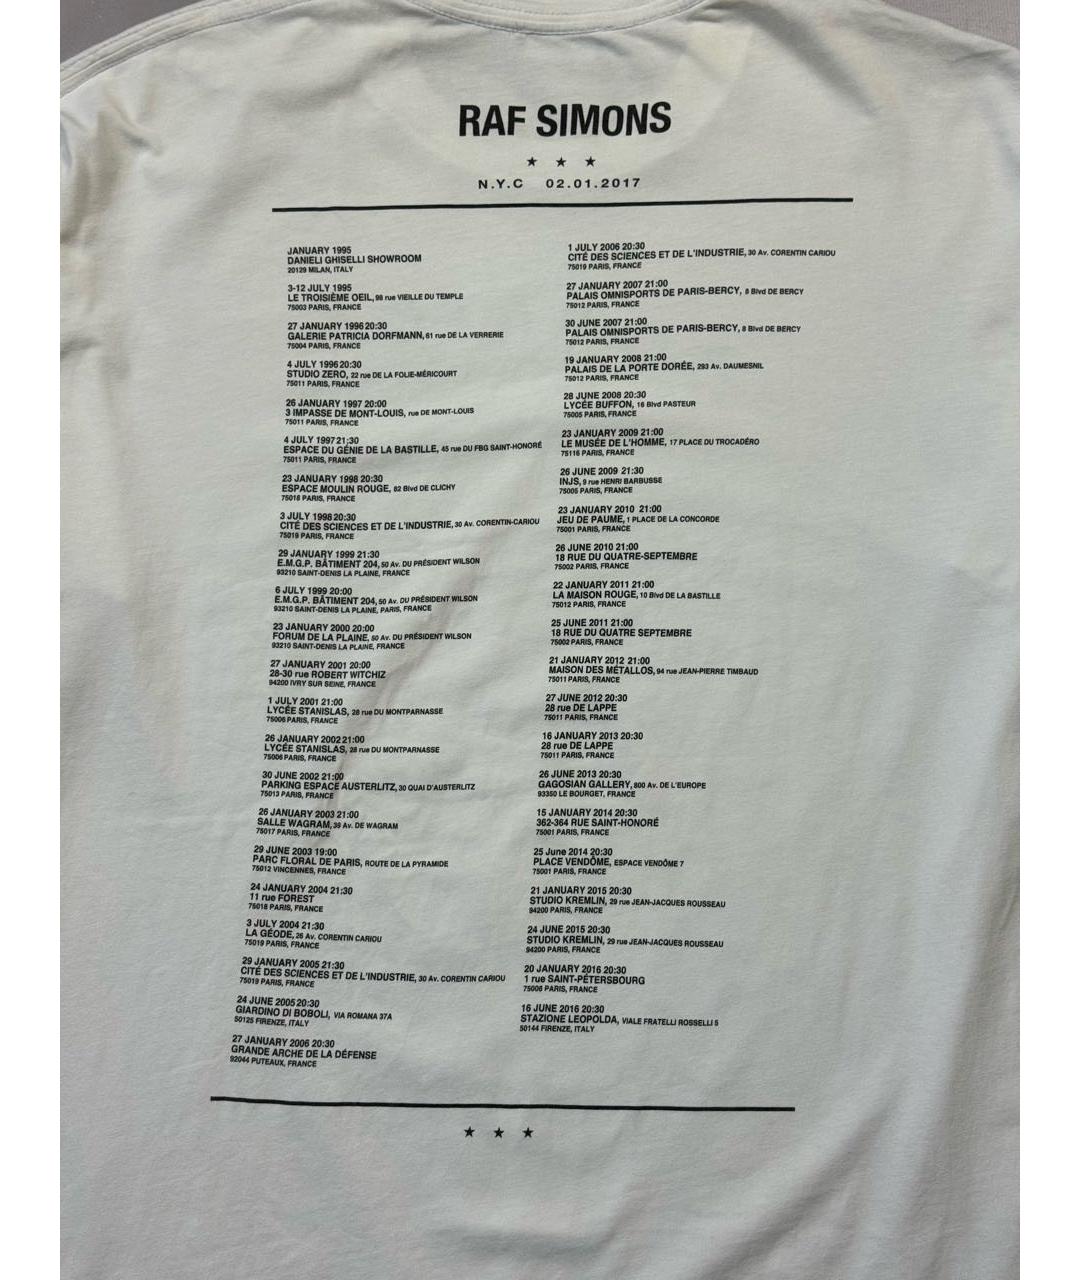 RAF SIMONS
★ ★ ★
N.Y.C 02.01.2017
JANUARY 1995
DANIELI GHISELLI SHOWROOM
20129 MILAN, ITALY
3-12 JULY 1995
LE TROISIÈME OEIL, 98 rue VIEILLE DU TEMPLE
75003 PARIS, FRANCE
27 JANUARY 1996 20:30
GALERIE PATRICIA DORFMANN, 61 rue DE LA VERRERIE
75004 PARIS, FRANCE
4 JULY 1996 20:30
STUDIO ZERO, 22 rue DE LA FOLIE-MÉRICOURT
75011 PARIS, FRANCE
26 JANUARY 1997 20:00
3 IMPASSE DE MONT-LOUIS, rue DE MONT-LOUIS
75011 PARIS, FRANCE
4 JULY 1997 21:30
ESPACE DU GÉNIE DE LA BASTILLE, 45 rue DU FBG SAINT-HONORÉ
75011 PARIS, FRANCE
23 JANUARY 1998 20:30
ESPACE MOULIN ROUGE, 82 Blvd DE CLICHY
75018 PARIS, FRANCE
3 JULY 1998 20:30
CITÉ DES SCIENCES ET DE L'INDUSTRIE, 30 Av. CORENTIN-CARIOU
75019 PARIS, FRANCE
29 JANUARY 1999 21:30
E.M.G.P. BÂTIMENT 204, 50 Av. DU PRÉSIDENT WILSON
93210 SAINT-DENIS LA PLAINE, FRANCE
6 JULY 1999 20:00
E.M.G.P. BÂTIMENT 204, 50 Av. DU PRÉSIDENT WILSON
93210 SAINT-DENIS LA PLAINE, PARIS, FRANCE
23 JANUARY 2000 20:00
FORUM DE LA PLAINE, 50 Av. DU PRÉSIDENT WILSON
93210 SAINT-DENIS LA PLAINE, FRANCE
27 JANUARY 2001 20:00
28-30 rue ROBERT WITCHIZ
94200 IVRY SUR SEINE, FRANCE
1 JULY 2001 21:00
LYCÉE STANISLAS, 28 rue DU MONTPARNASSE
75006 PARIS, FRANCE
26 JANUARY 2002 21:00
LYCÉE STANISLAS, 28 rue DU MONTPARNASSE
75006 PARIS, FRANCE
30 JUNE 2002 21:00
PARKING ESPACE AUSTERLITZ, 30 QUAI D'AUSTERLITZ
75013 PARIS, FRANCE
26 JANUARY 2003 21:00
SALLE WAGRAM, 39 Av. DE WAGRAM
75017 PARIS, FRANCE
29 JUNE 2003 19:00
PARC FLORAL DE PARIS, ROUTE DE LA PYRAMIDE
75012 VINCENNES, FRANCE
24 JANUARY 2004 21:30
11 rue FOREST
75018 PARIS, FRANCE
3 JULY 2004 21:30
LA GÉODE, 26 Av. CORENTIN CARIOU
75019 PARIS, FRANCE
29 JANUARY 2005 21:30
CITÉ DES SCIENCES ET DE L'INDUSTRIE, 30 Av. CORENTIN CARIOU
75019 PARIS, FRANCE
24 JUNE 2005 20:30
GIARDINO DI BOBOLI, VIA ROMANA 37A
50125 FIRENZE, ITALY
27 JANUARY 2006 20:30
GRANDE ARCHE DE LA DÉFENSE
92044 PUTEAUX, FRANCE
1 JULY 2006 20:30
CITÉ DES SCIENCES ET DE L'INDUSTRIE, 30 Av. CORENTIN CARIOU
75019 PARIS, FRANCE
27 JANUARY 2007 21:00
PALAIS OMNISPORTS DE PARIS-BERCY, 8 Blvd DE BERCY
75012 PARIS, FRANCE
30 JUNE 2007 21:00
PALAIS OMNISPORTS DE PARIS-BERCY, 8 Blvd DE BERCY
75012 PARIS, FRANCE
19 JANUARY 2008 21:00
PALAIS DE LA PORTE DORÉE, 293 Av. DAUMESNIL
75012 PARIS, FRANCE
28 JUNE 2008 20:30
LYCÉE BUFFON, 16 Blvd PASTEUR
75005 PARIS, FRANCE
23 JANUARY 2009 21:00
LE MUSÉE DE L'HOMME, 17 PLACE DU TROCADÉRO
75116 PARIS, FRANCE
26 JUNE 2009 21:30
INJS, 9 rue HENRI BARBUSSE
75005 PARIS, FRANCE
23 JANUARY 2010 21:00
JEU DE PAUME, 1 PLACE DE LA CONCORDE
75001 PARIS, FRANCE
26 JUNE 2010 21:00
18 RUE DU QUATRE-SEPTEMBRE
75002 PARIS, FRANCE
22 JANUARY 2011 21:00
LA MAISON ROUGE, 10 Blvd DE LA BASTILLE
75012 PARIS, FRANCE
25 JUNE 2011 21:00
18 RUE DU QUATRE SEPTEMBRE
75002 PARIS, FRANCE
21 JANUARY 2012 21:00
MAISON DES MÉTALLOS, 94 rue JEAN-PIERRE TIMBAUD
75011 PARIS, FRANCE
27 JUNE 2012 20:30
28 rue DE LAPPE
75011 PARIS, FRANCE
16 JANUARY 2013 20:30
28 rue DE LAPPE
75011 PARIS, FRANCE
26 JUNE 2013 20:30
GAGOSIAN GALLERY, 800 Av. DE L'EUROPE
93350 LE BOURGET, FRANCE
15 JANUARY 2014 20:30
362-364 RUE SAINT-HONORÉ
75001 PARIS, FRANCE
25 June 2014 20:30
PLACE VENDÔME, ESPACE VENDÔME 7
75001 PARIS, FRANCE
21 JANUARY 2015 20:30
STUDIO KREMLIN, 29 rue JEAN-JACQUES ROUSSEAU
94200 PARIS, FRANCE
24 JUNE 2015 20:30
STUDIO KREMLIN, 29 rue JEAN-JACQUES ROUSSEAU
94200 PARIS, FRANCE
20 JANUARY 2016 20:30
1 rue SAINT-PÉTERSBOURG
75008 PARIS, FRANCE
16 JUNE 2016 20:30
STAZIONE LEOPOLDA, VIALE FRATELLI ROSSELLI 5
50144 FIRENZE, ITALY
★ ★ ★